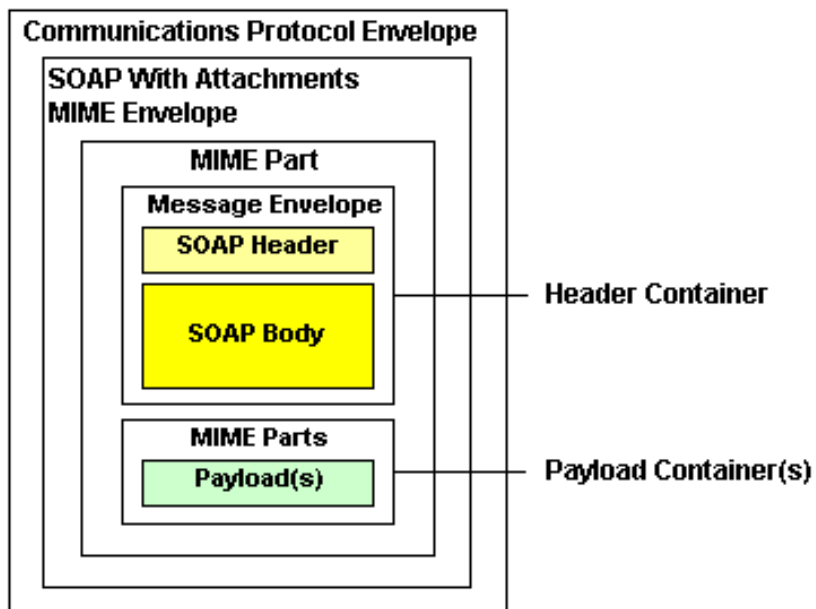 Communications Protocol Envelope
SOAP With Attachments
MIME Envelope
MIME Part
Message Envelope
SOAP Header
SOAP Body
Header Container
MIME Parts
Payload(s)
Payload Container(s)